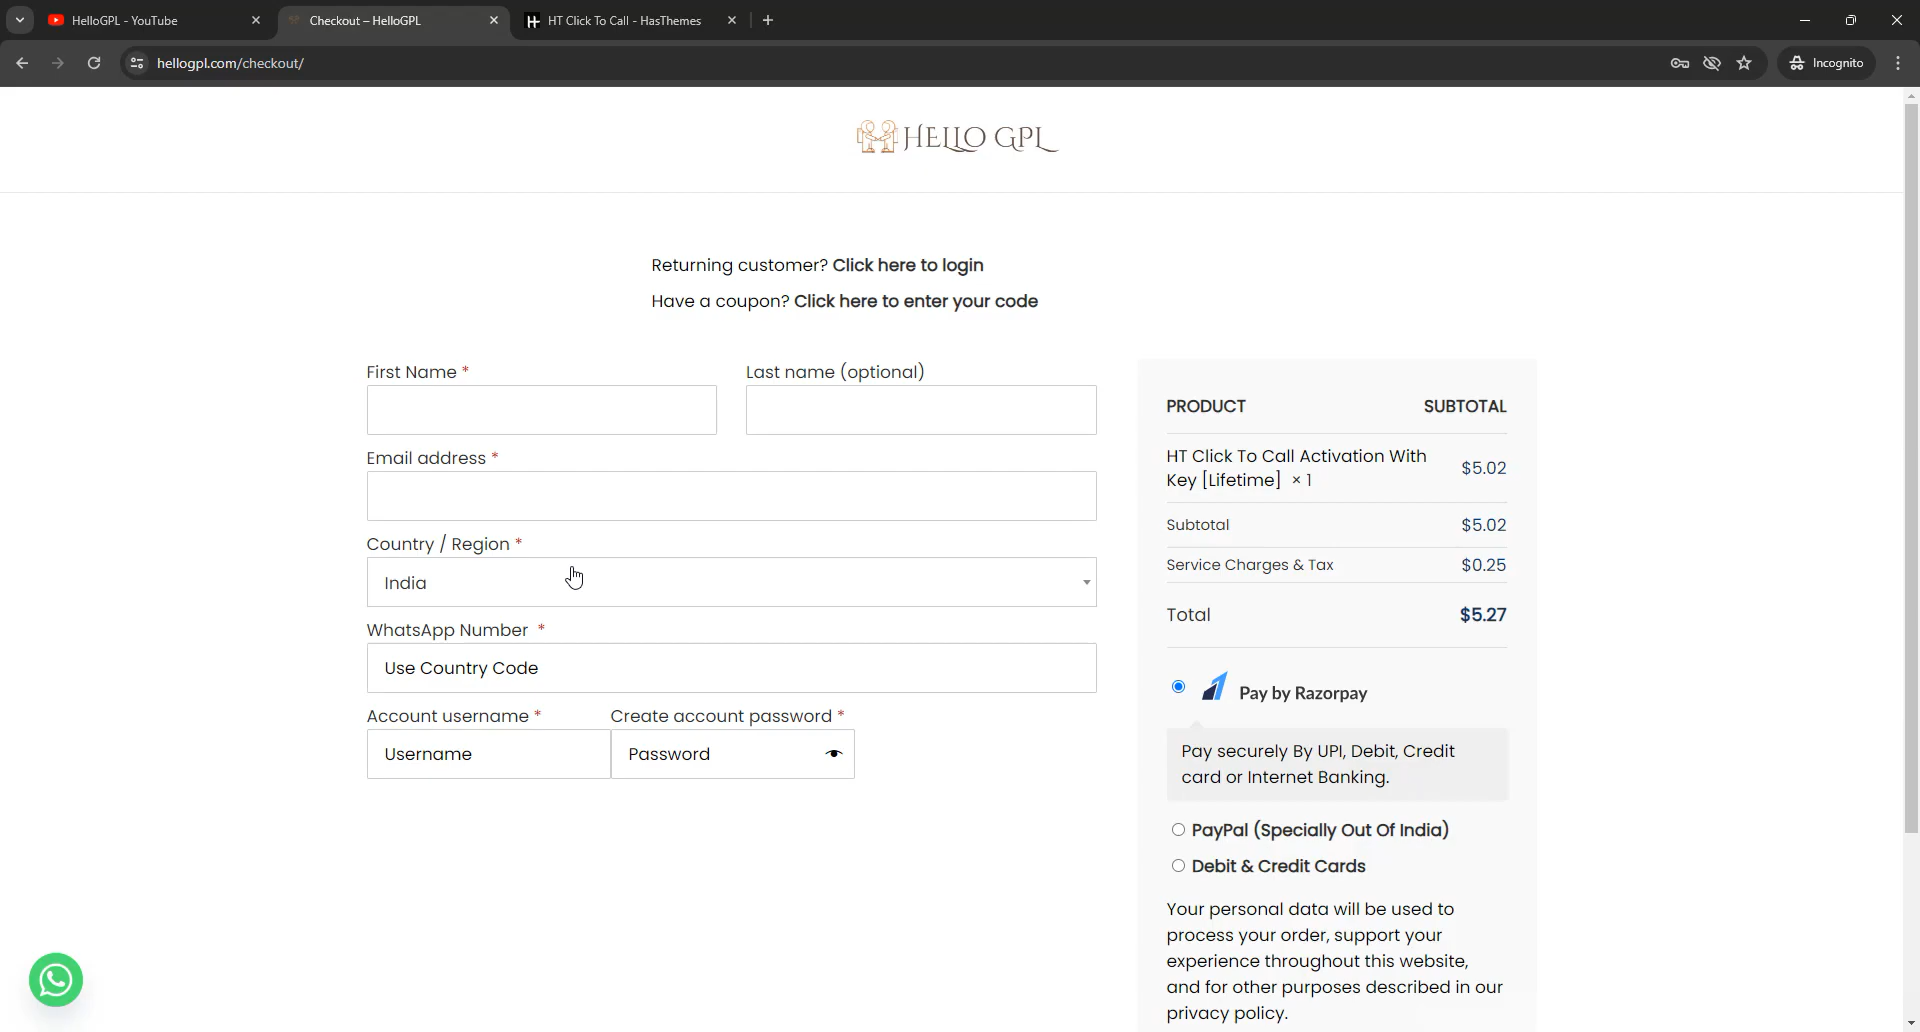 HelloGPL - YouTube
Checkout – HelloGPL
HT Click To Call - HasThemes
hellogpl.com/checkout/
Incognito
HELLO GPL
Returning customer? Click here to login
Have a coupon? Click here to enter your code
First Name *
Last name (optional)
Email address *
Country / Region *
India
WhatsApp Number *
Use Country Code
Account username *
Create account password *
Username
Password
PRODUCT SUBTOTAL
HT Click To Call Activation With
Key [Lifetime] × 1
$5.02
Subtotal $5.02
Service Charges & Tax $0.25
Total $5.27
Pay by Razorpay
Pay securely By UPI, Debit, Credit
card or Internet Banking.
PayPal (Specially Out Of India)
Debit & Credit Cards
Your personal data will be used to
process your order, support your
experience throughout this website,
and for other purposes described in our
privacy policy.